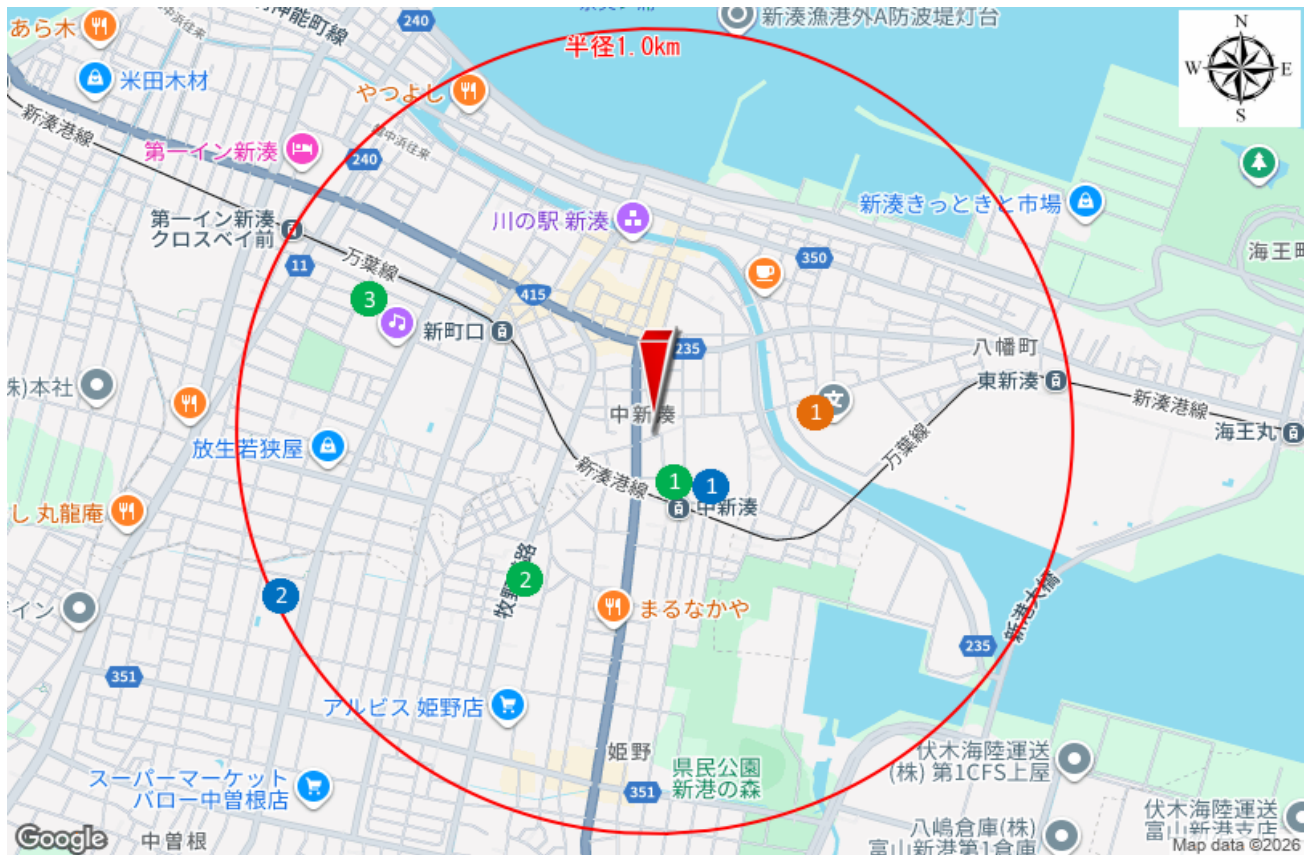 あら木
240
新湊漁港外A防波堤灯台
N
W
E
S
半径1.0km
米田木材
やつよし
新湊港線
越中浜往来
越中浜往来
第一イン新湊
240
第一イン新湊
クロスベイ前
川の駅 新湊
新湊きっときと市場
海王町
万葉線
11
350
415
3
新町口
235
八幡町
株)本社
東新湊
中新湊
1
新湊港線
海王丸
放生若狭屋
万葉線
新湊港線
1
1
中新湊
し 丸龍庵
2
2
イン
まるなかや
新港大橋
235
351
アルビス 姫野店
姫野
県民公園
新港の森
伏木海陸運送
(株) 第1CFS上屋
スーパーマーケット
バロー中曽根店
351
中曽根
八嶋倉庫(株)
富山新港第1倉庫
伏木海陸運送
富山新港支店
Google
Map data ©2026